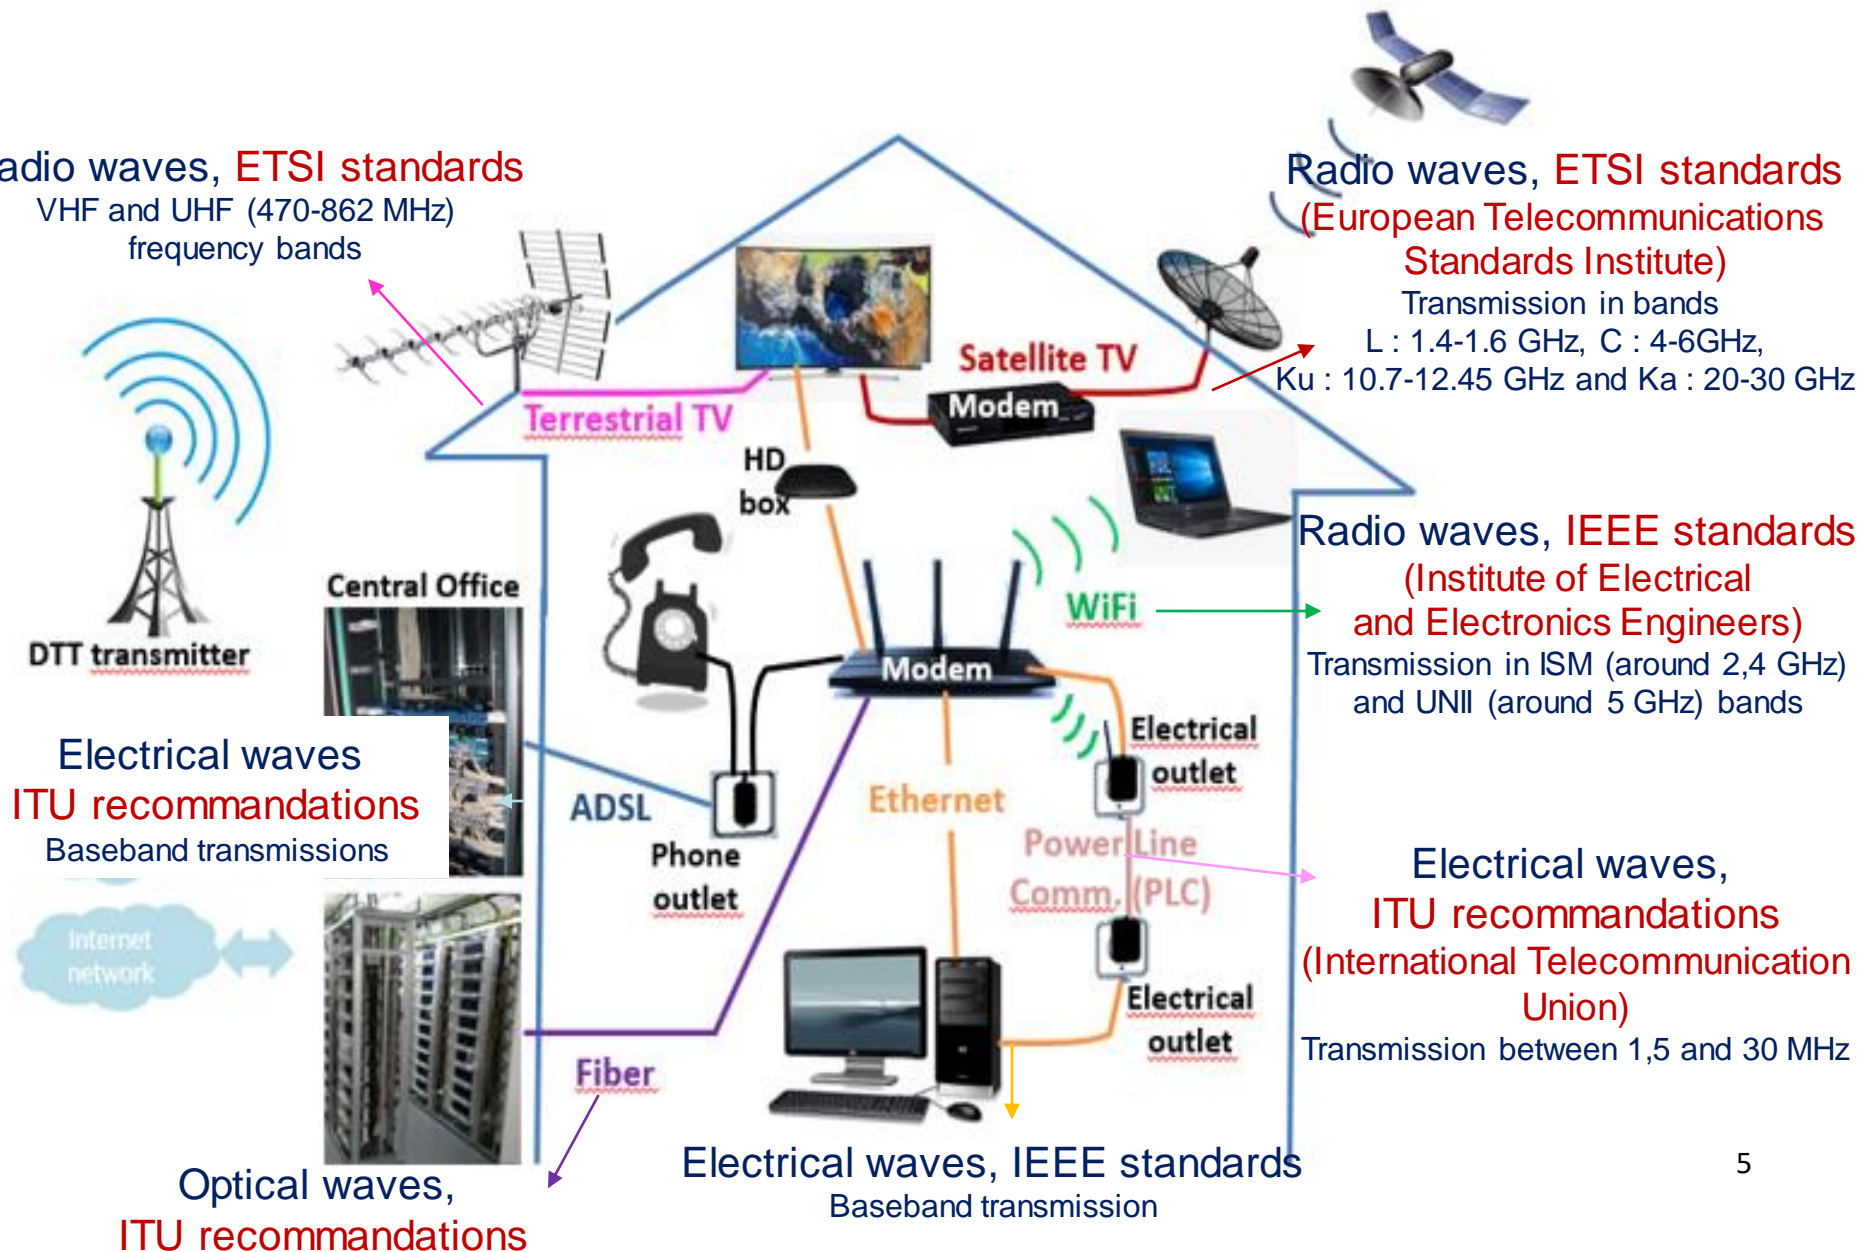 adio waves, ETSI standards
VHF and UHF (470-862 MHz)
frequency bands
Radio waves, ETSI standards
(European Telecommunications
Standards Institute)
Transmission in bands
L : 1.4-1.6 GHz, C : 4-6GHz,
Ku : 10.7-12.45 GHz and Ka : 20-30 GHz
Satellite TV
Modem
Terrestrial TV
HD
box
Central Office
DTT transmitter
WiFi
Radio waves, IEEE standards
(Institute of Electrical
and Electronics Engineers)
Transmission in ISM (around 2,4 GHz)
and UNII (around 5 GHz) bands
Modem
Electrical
outlet
Electrical waves
ITU recommandations
Baseband transmissions
ADSL
Phone
outlet
Ethernet
Power Line
Comm. (PLC)
Electrical waves,
ITU recommandations
(International Telecommunication
Union)
Transmission between 1,5 and 30 MHz
Internet
network
Electrical
outlet
Fiber
Electrical waves, IEEE standards
Baseband transmission
Optical waves,
ITU recommandations
5